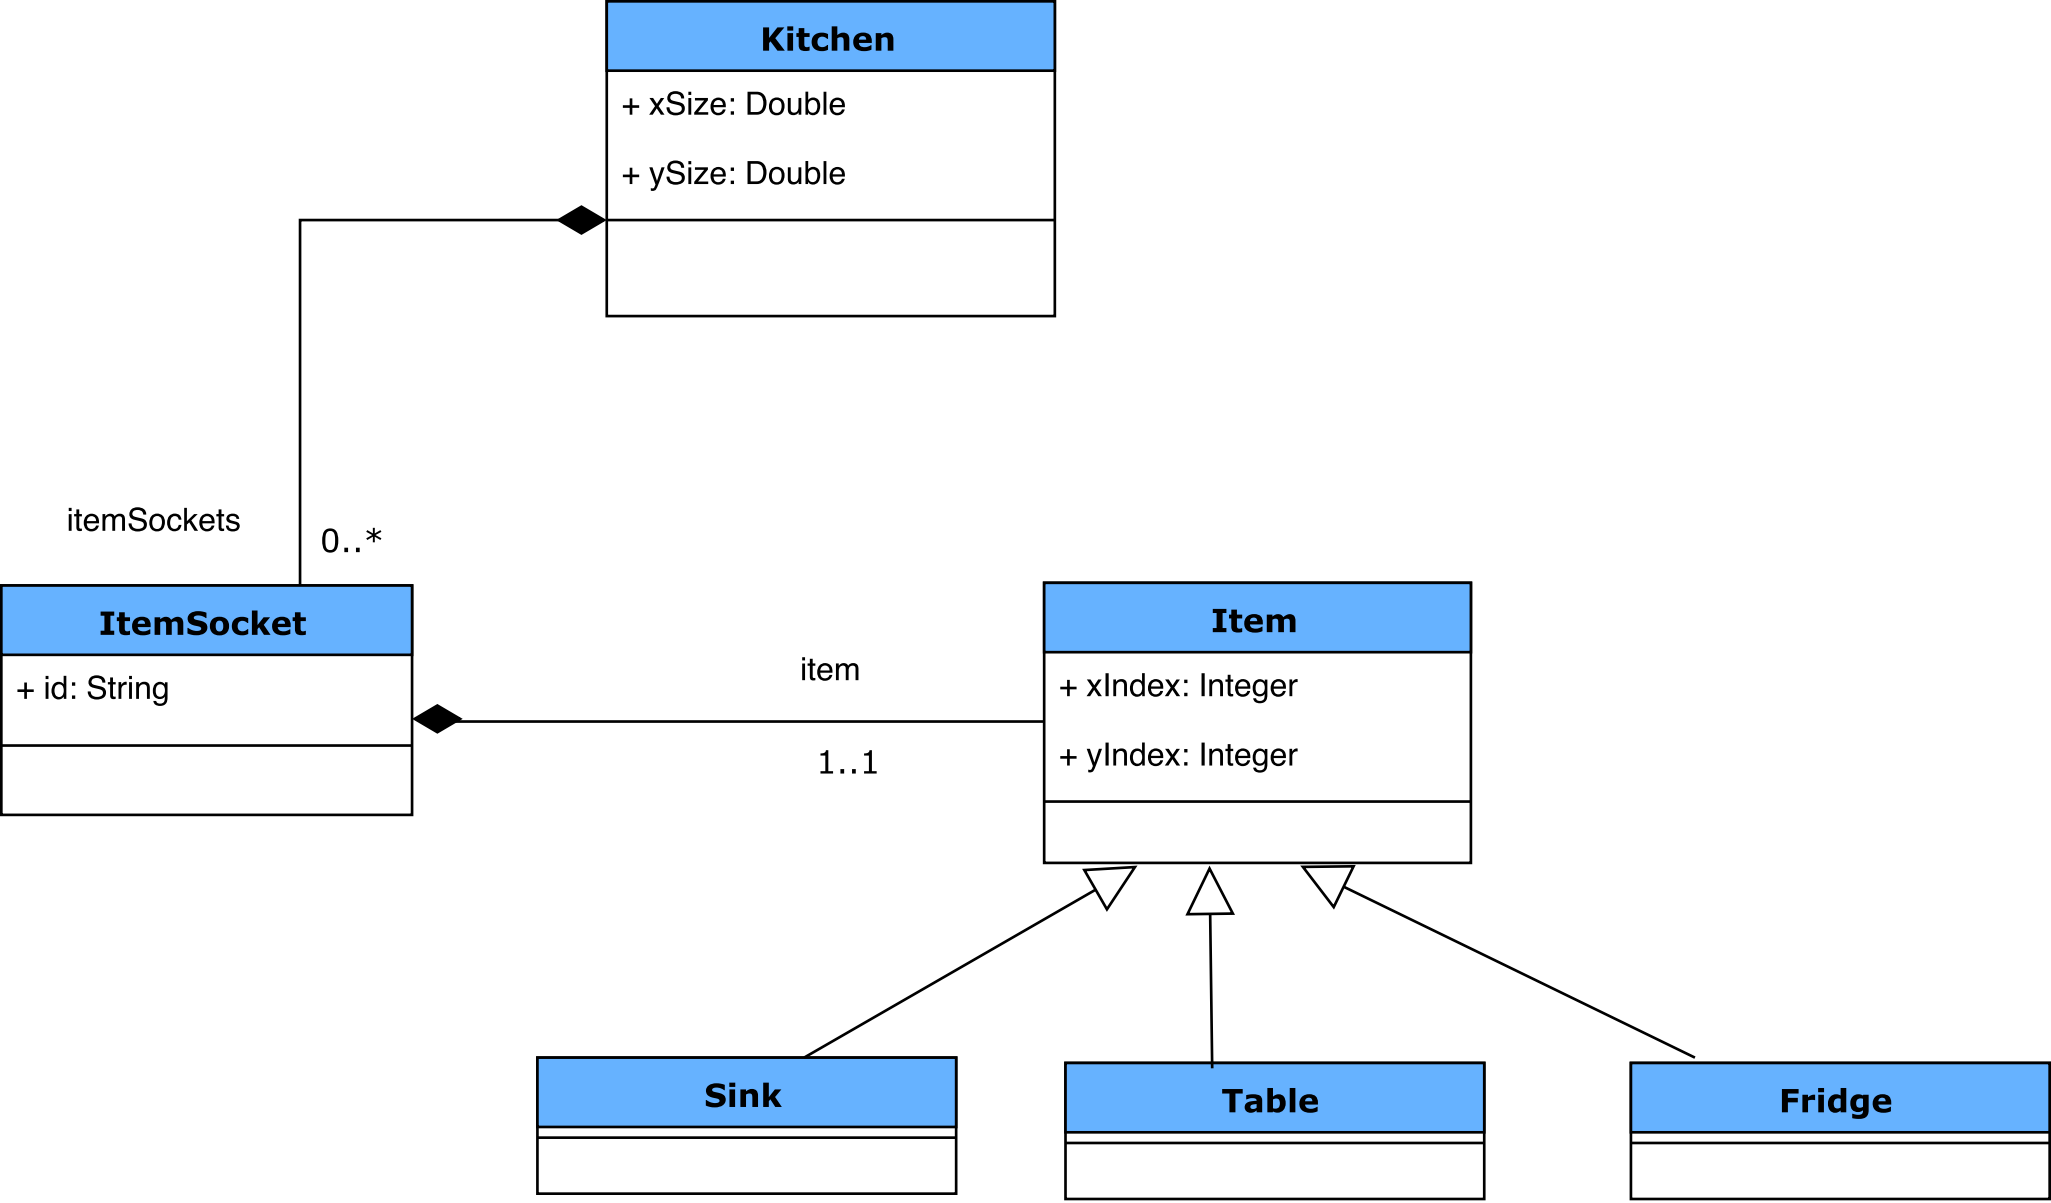 Kitchen
+ xSize: Double
+ ySize: Double
itemSockets
0..*
ItemSocket
+ id: String
item
1..1
Item
+ xIndex: Integer
+ yIndex: Integer
Sink
Table
Fridge